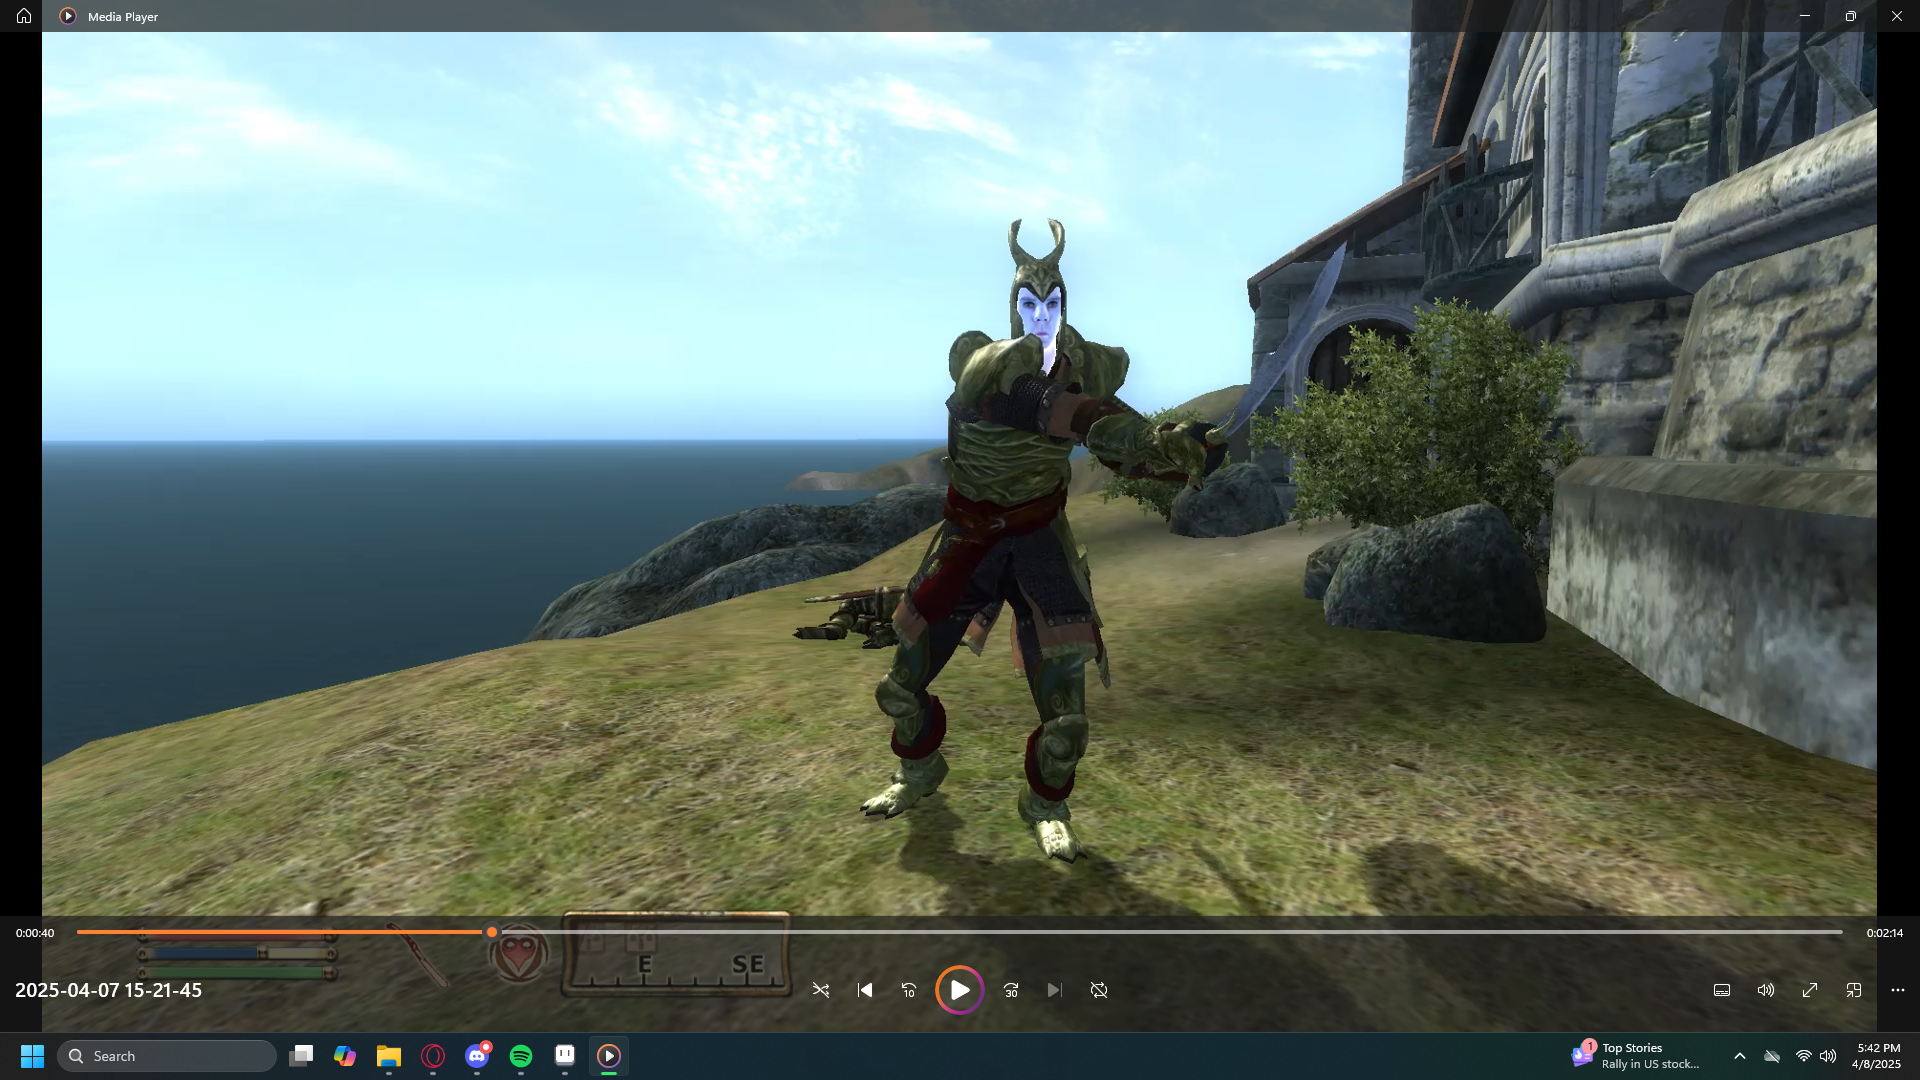 Media Player
0:00:40
0:02:14
E
SE
2025-04-07 15-21-45
10
30
Search
1
Top Stories
Rally in US stock...
5:42 PM
4/8/2025